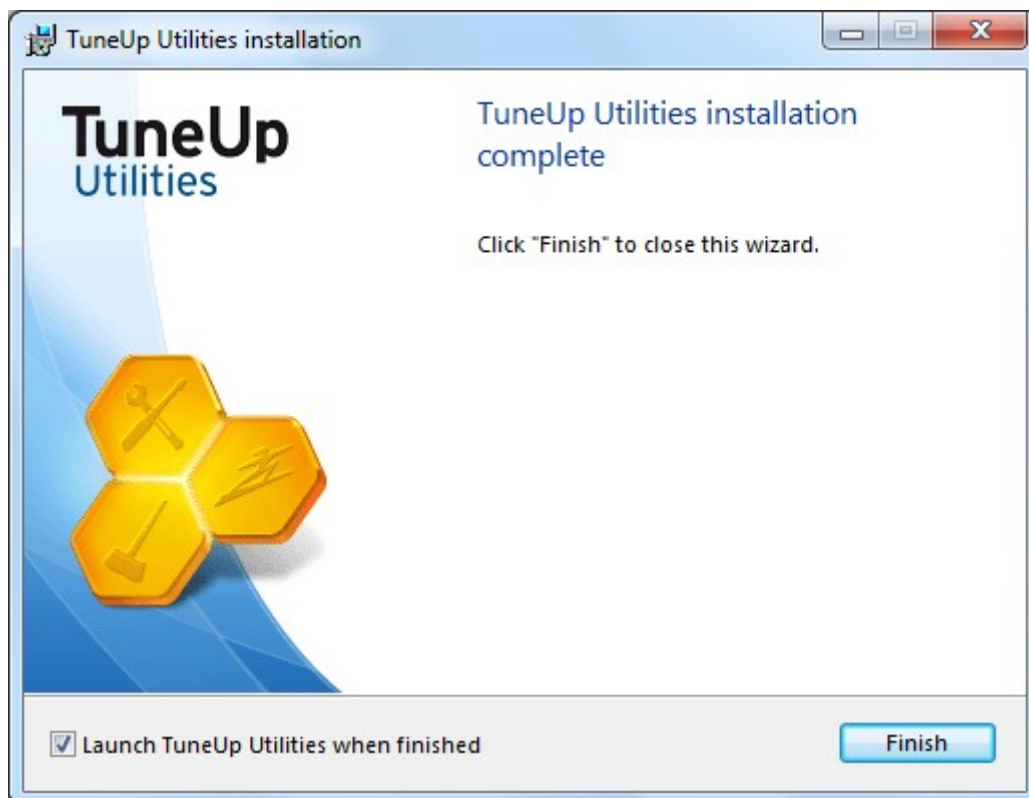 TuneUp Utilities installation
TuneUp
Utilities
TuneUp Utilities installation
complete
Click "Finish" to close this wizard.
Launch TuneUp Utilities when finished
Finish